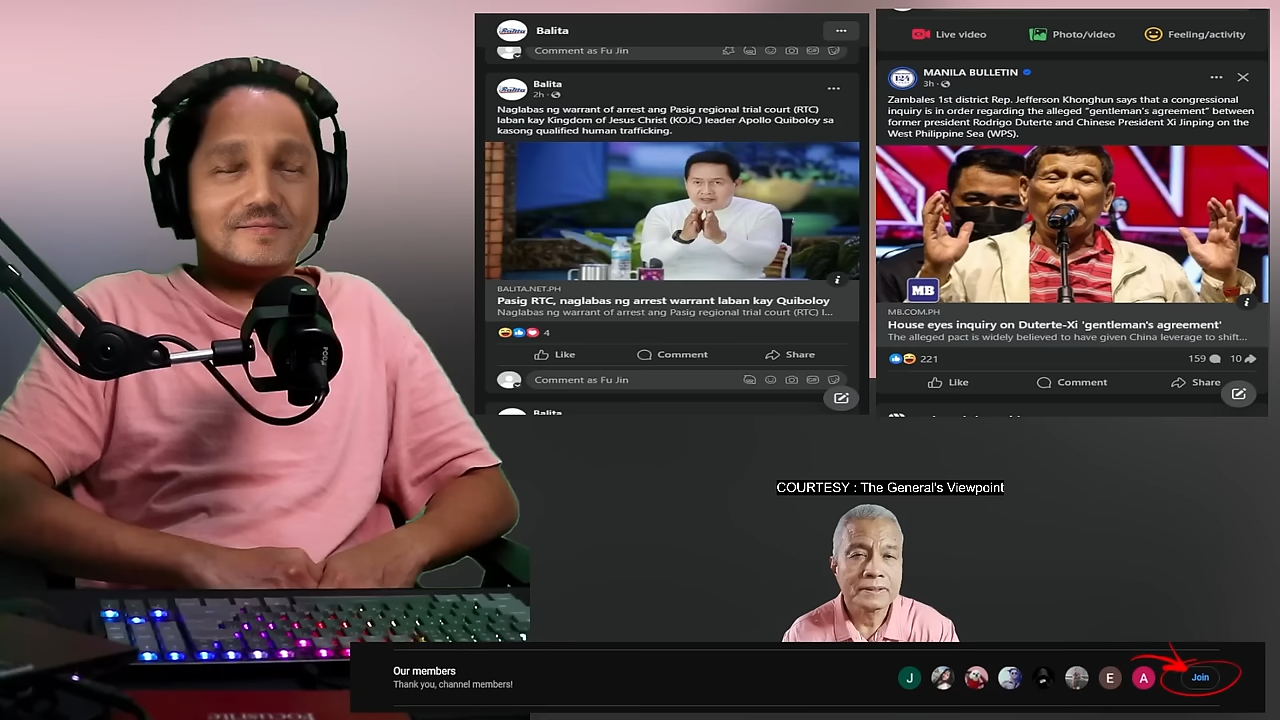 Balita
Comment as Fu Jin
Balita
2h
Naglabas ng warrant of arrest ang Pasig regional trial court (RTC)
laban kay Kingdom of Jesus Christ (KOJC) leader Apollo Quiboloy sa
kasong qualified human trafficking.
BALITA.NET.PH
Pasig RTC, naglabas ng arrest warrant laban kay Quiboloy
Naglabas ng warrant of arrest ang Pasig regional trial court (RTC) l...
4
Like Comment Share
Comment as Fu Jin
Balita
Live video Photo/video Feeling/activity
MANILA BULLETIN
3h
Zambales 1st district Rep. Jefferson Khonghun says that a congressional
inquiry is in order regarding the alleged "gentleman's agreement" between
former president Rodrigo Duterte and Chinese President Xi Jinping on the
West Philippine Sea (WPS).
MB
MB.COM.PH
House eyes inquiry on Duterte-Xi 'gentleman's agreement'
The alleged pact is widely believed to have given China leverage to shift...
221 159 10
Like Comment Share
COURTESY : The General's Viewpoint
Our members
Thank you, channel members!
J E A Join
Focusrite